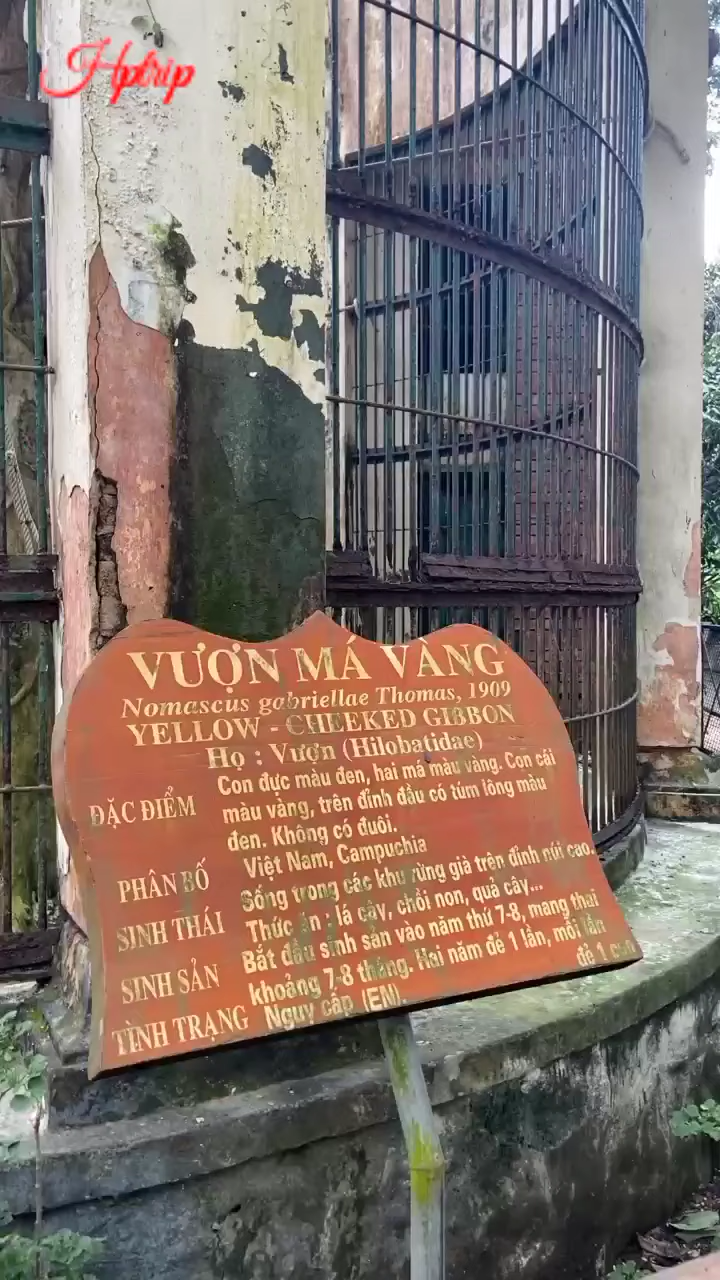 Hptrip
VƯỢN MÁ VÀNG
Nomascus gabriellae Thomas, 1909
YELLOW - CHEEKED GIBBON
Họ : Vượn (Hilobatidae)
ĐẶC ĐIỂM Con đực màu đen, hai má màu vàng. Con cái
màu vàng, trên đỉnh đầu có túm lông màu
đen. Không có đuôi.
PHÂN BỐ Việt Nam, Campuchia
SINH THÁI Sống trong các khu rừng già trên đỉnh núi cao.
Thức ăn : lá cây, chồi non, quả cây...
SINH SẢN Bắt đầu sinh sản vào năm thứ 7-8, mang thai
khoảng 7-8 tháng. Hai năm đẻ 1 lần, mỗi lần
đẻ 1 con
TÌNH TRẠNG Nguy cấp (EN).